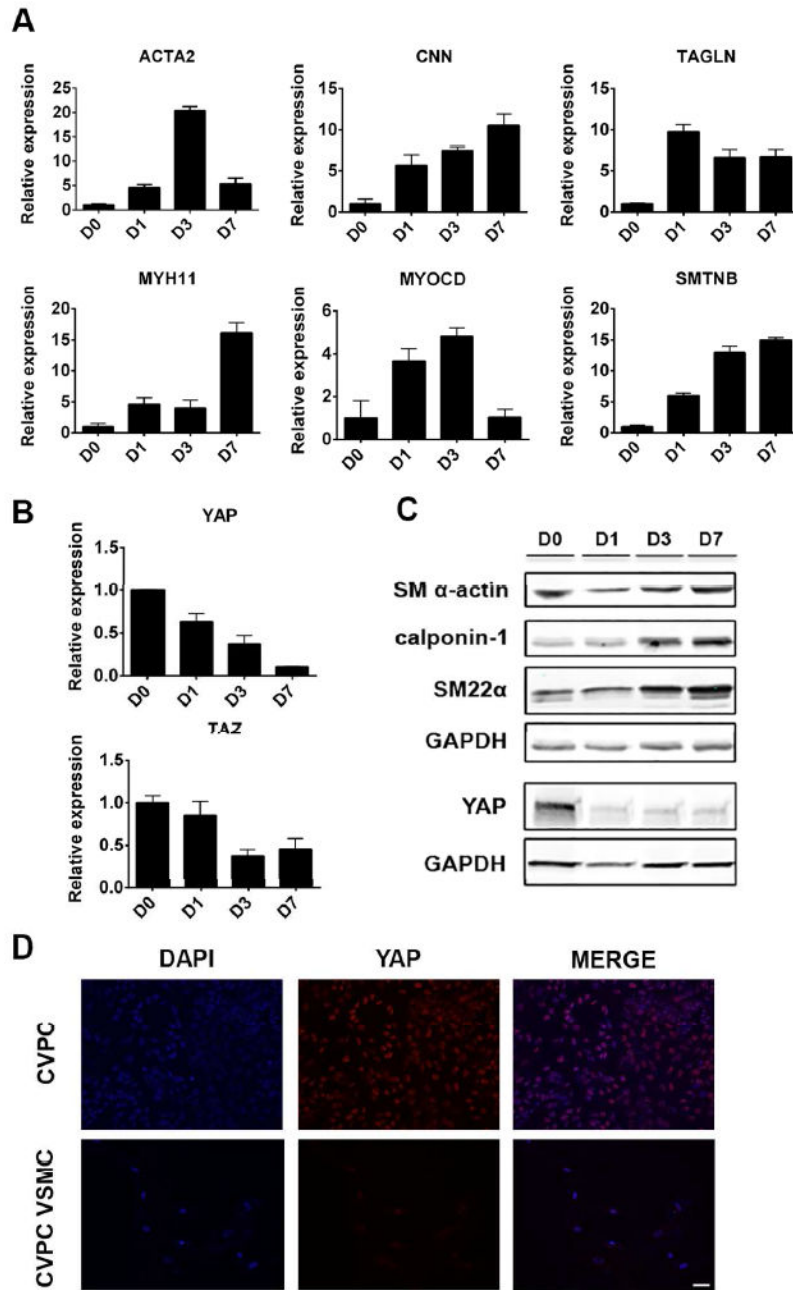 A
ACTA2
CNN
TAGLN
Relative expression
25
20
15
10
5
0
D0
D1
D3
D7
Relative expression
15
10
5
0
D0
D1
D3
D7
Relative expression
15
10
5
0
D0
D1
D3
D7
MYH11
MYOCD
SMTNB
Relative expression
20
15
10
5
0
D0
D1
D3
D7
Relative expression
6
4
2
0
D0
D1
D3
D7
Relative expression
20
15
10
5
0
D0
D1
D3
D7
B
YAP
Relative expression
1.5
1.0
0.5
0.0
D0
D1
D3
D7
TAZ
Relative expression
1.5
1.0
0.5
0.0
D0
D1
D3
D7
C
D0 D1 D3 D7
SM α-actin
calponin-1
SM22α
GAPDH
YAP
GAPDH
D
DAPI YAP MERGE
CVPC
CVPC VSMC